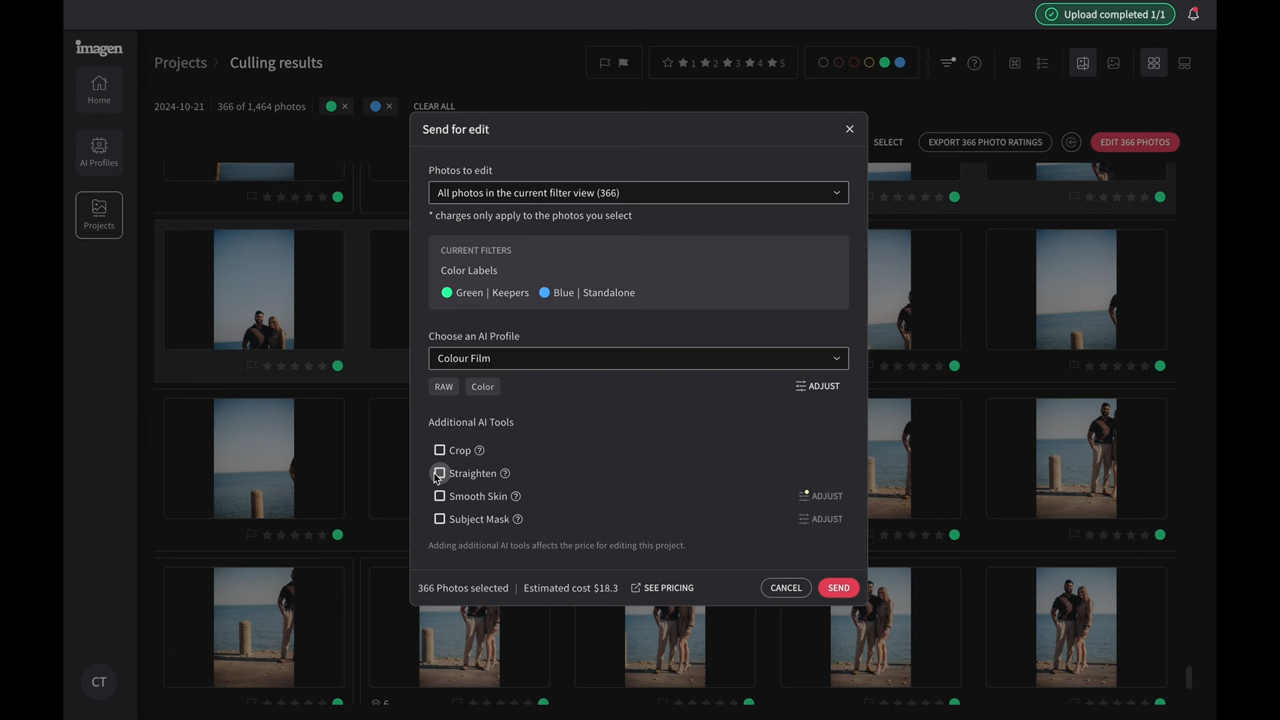 Upload completed 1/1
imagen
Projects > Culling results
1 2 3 4 5
Home
2024-10-21 | 366 of 1,464 photos × × CLEAR ALL
AI Profiles
SELECT EXPORT 366 PHOTO RATINGS EDIT 366 PHOTOS
Projects
Send for edit
Photos to edit
All photos in the current filter view (366)
* charges only apply to the photos you select
CURRENT FILTERS
Color Labels
Green | Keepers Blue | Standalone
Choose an AI Profile
Colour Film
RAW Color ADJUST
Additional AI Tools
Crop ?
Straighten ?
Smooth Skin ? ADJUST
Subject Mask ? ADJUST
Adding additional AI tools affects the price for editing this project.
366 Photos selected | Estimated cost $18.3 SEE PRICING CANCEL SEND
CT
6